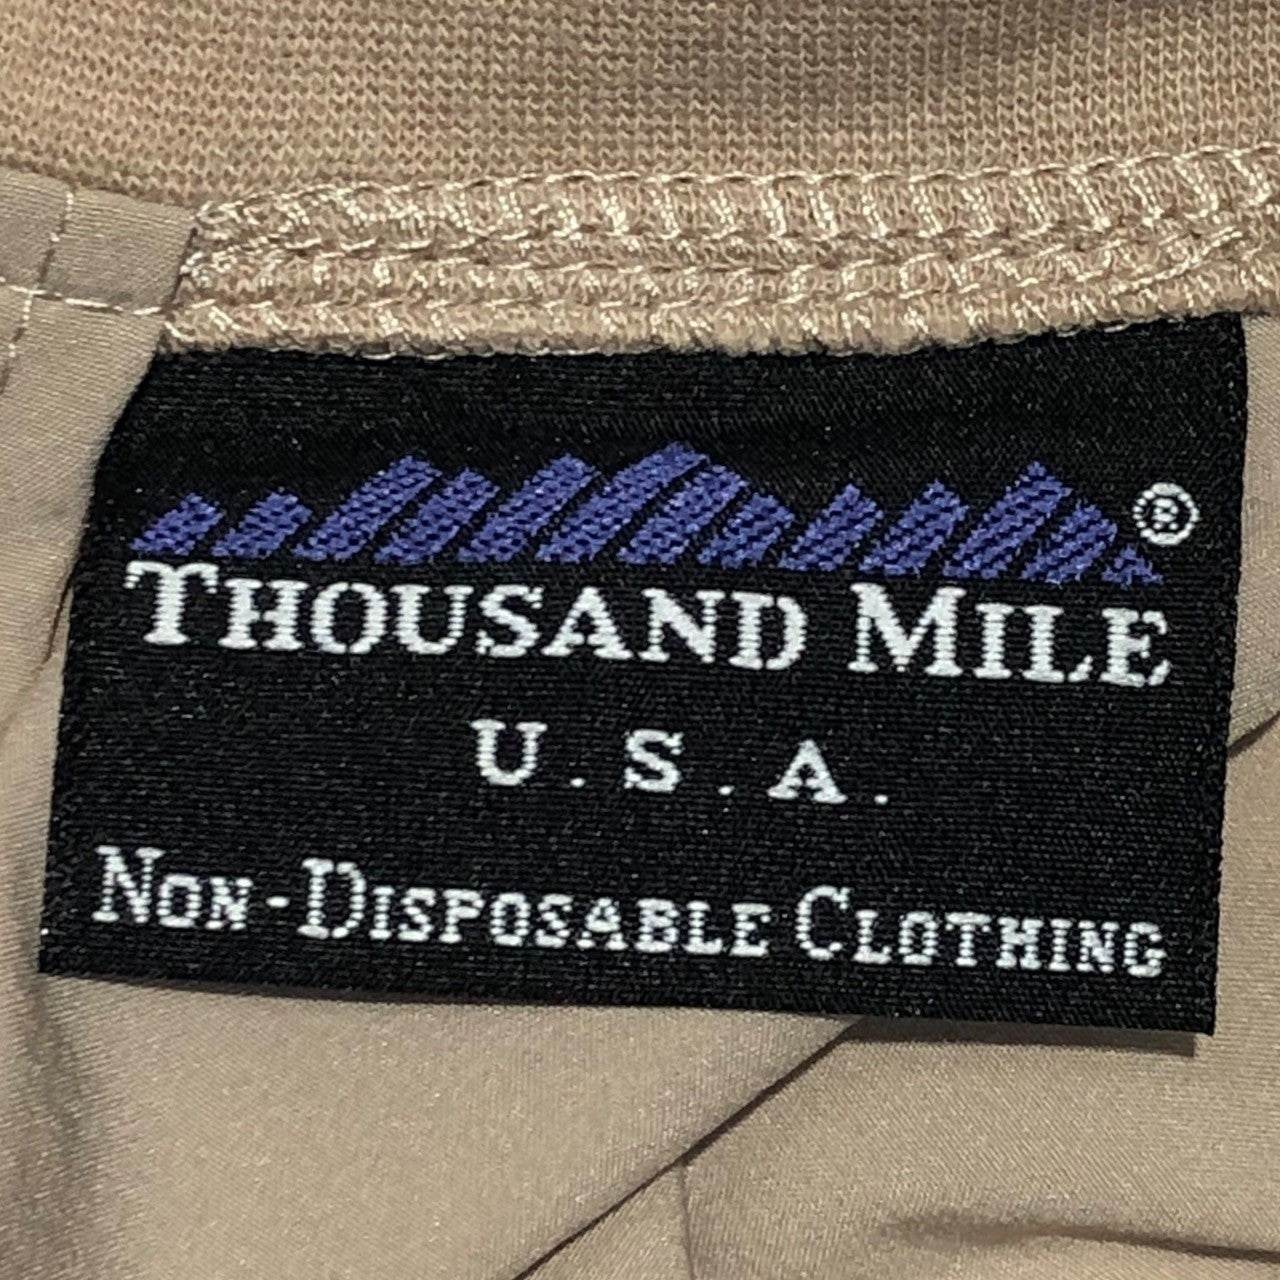 THOUSAND MILE ®
U.S.A.
NON-DISPOSABLE CLOTHING